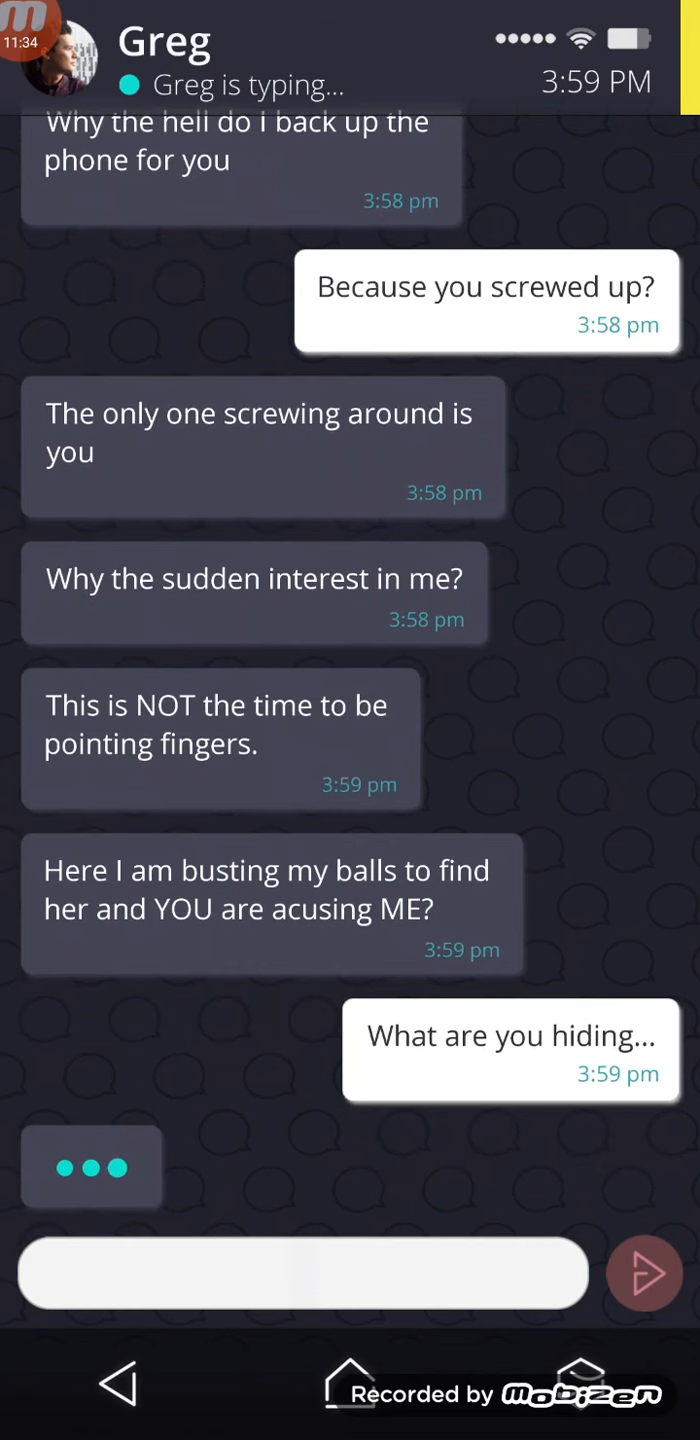 11:34
Greg
Greg is typing...
3:59 PM
Why the hell do i back up the
phone for you
3:58 pm
Because you screwed up?
3:58 pm
The only one screwing around is
you
3:58 pm
Why the sudden interest in me?
3:58 pm
This is NOT the time to be
pointing fingers.
3:59 pm
Here I am busting my balls to find
her and YOU are acusing ME?
3:59 pm
What are you hiding...
3:59 pm
Recorded by mobizen